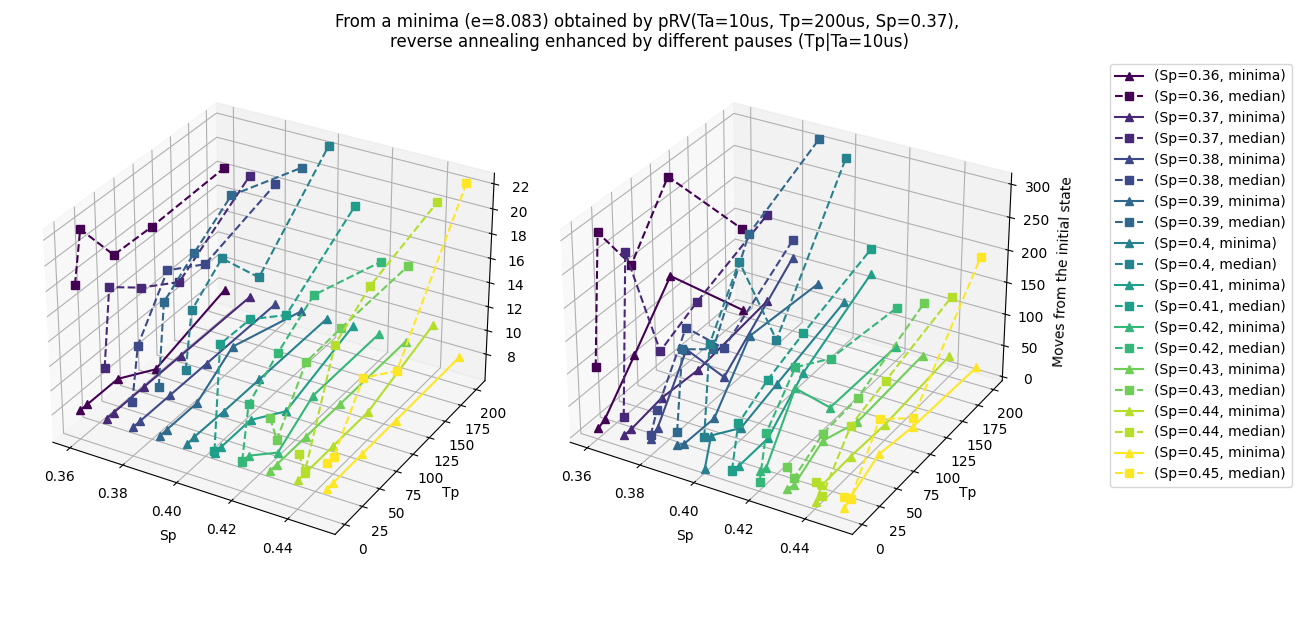 From a minima (e=8.083) obtained by pRV(Ta=10us, Tp=200us, Sp=0.37),
reverse annealing enhanced by different pauses (Tp|Ta=10us)
22
20
18
16
14
12
10
8
200
175
150
125
100
75
50
25
0
Tp
0.36
0.38
0.40
0.42
0.44
Sp
300
250
200
150
100
50
0
Moves from the initial state
200
175
150
125
100
75
50
25
0
Tp
0.36
0.38
0.40
0.42
0.44
Sp
(Sp=0.36, minima)
(Sp=0.36, median)
(Sp=0.37, minima)
(Sp=0.37, median)
(Sp=0.38, minima)
(Sp=0.38, median)
(Sp=0.39, minima)
(Sp=0.39, median)
(Sp=0.4, minima)
(Sp=0.4, median)
(Sp=0.41, minima)
(Sp=0.41, median)
(Sp=0.42, minima)
(Sp=0.42, median)
(Sp=0.43, minima)
(Sp=0.43, median)
(Sp=0.44, minima)
(Sp=0.44, median)
(Sp=0.45, minima)
(Sp=0.45, median)